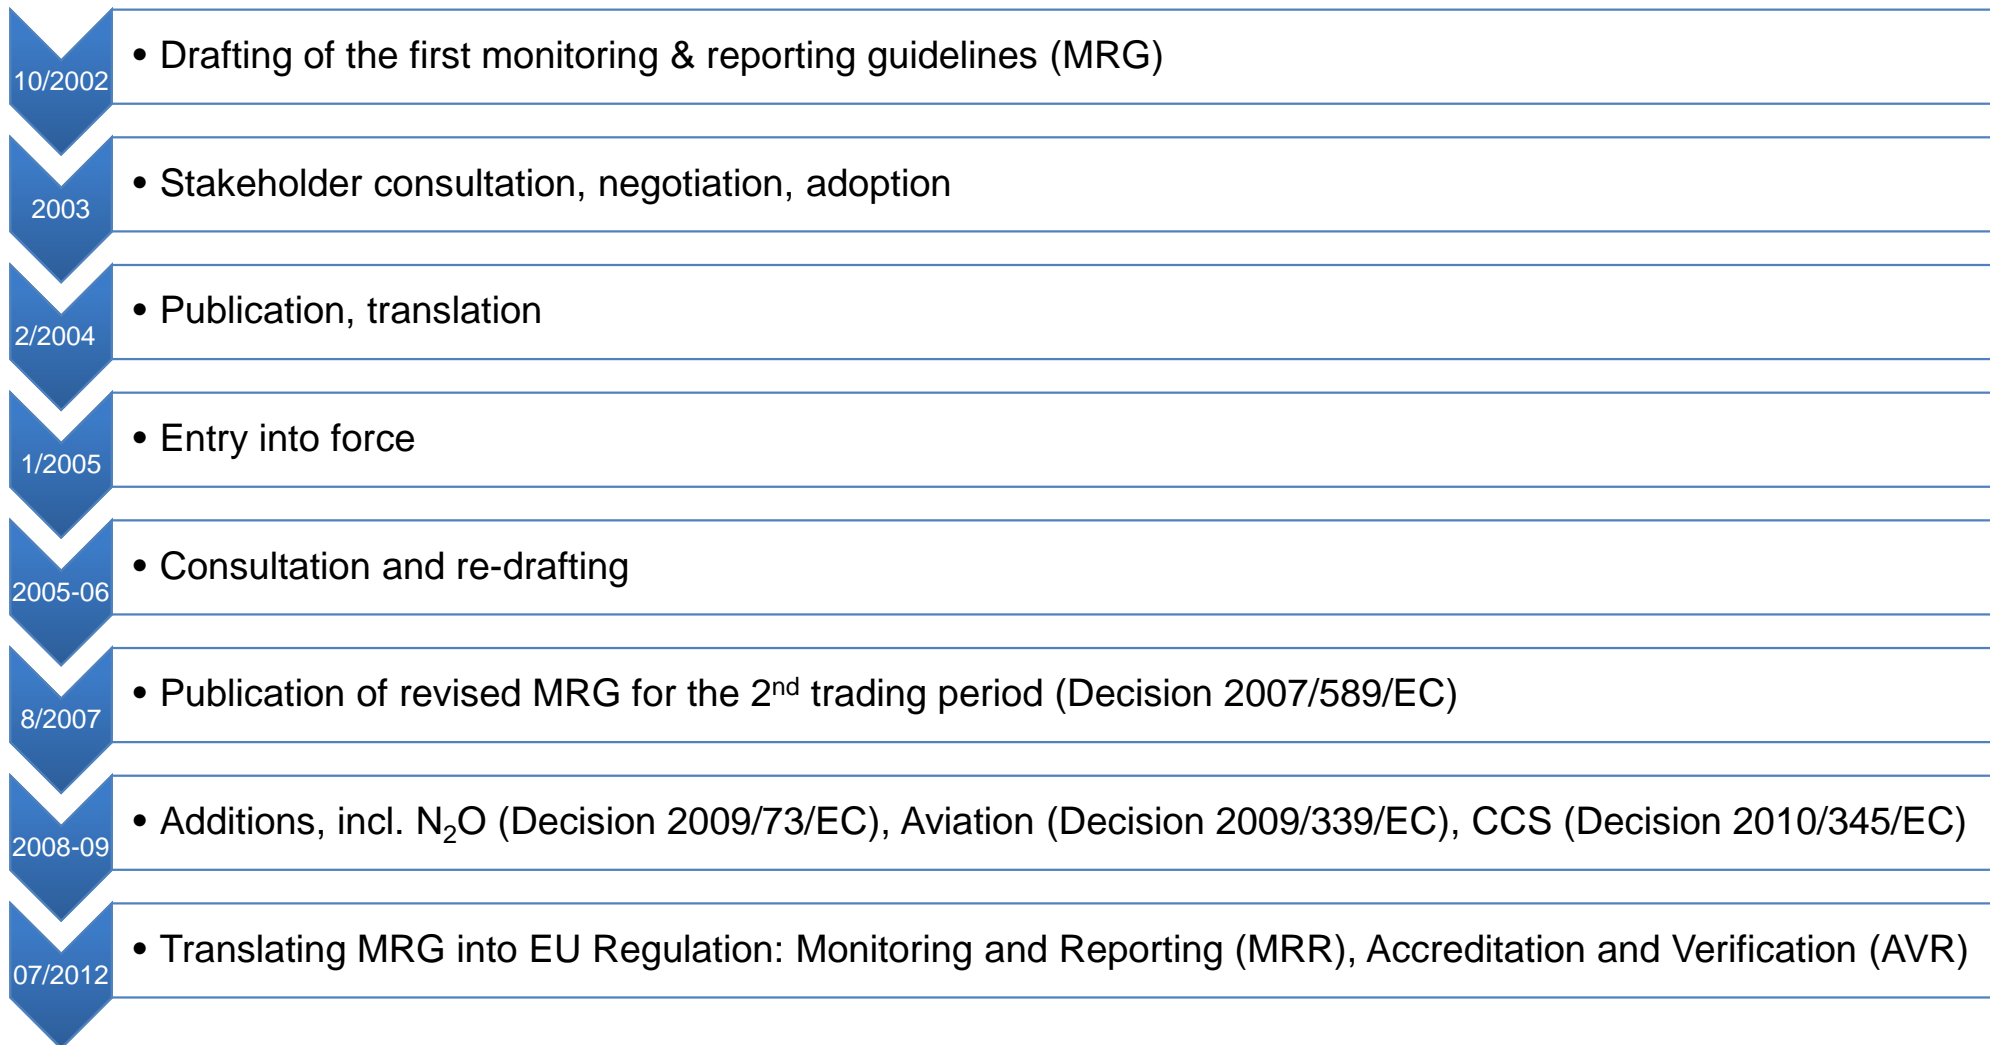 10/2002
• Drafting of the first monitoring & reporting guidelines (MRG)
2003
• Stakeholder consultation, negotiation, adoption
2/2004
• Publication, translation
1/2005
• Entry into force
2005-06
• Consultation and re-drafting
8/2007
• Publication of revised MRG for the 2nd trading period (Decision 2007/589/EC)
2008-09
• Additions, incl. N2O (Decision 2009/73/EC), Aviation (Decision 2009/339/EC), CCS (Decision 2010/345/EC)
07/2012
• Translating MRG into EU Regulation: Monitoring and Reporting (MRR), Accreditation and Verification (AVR)